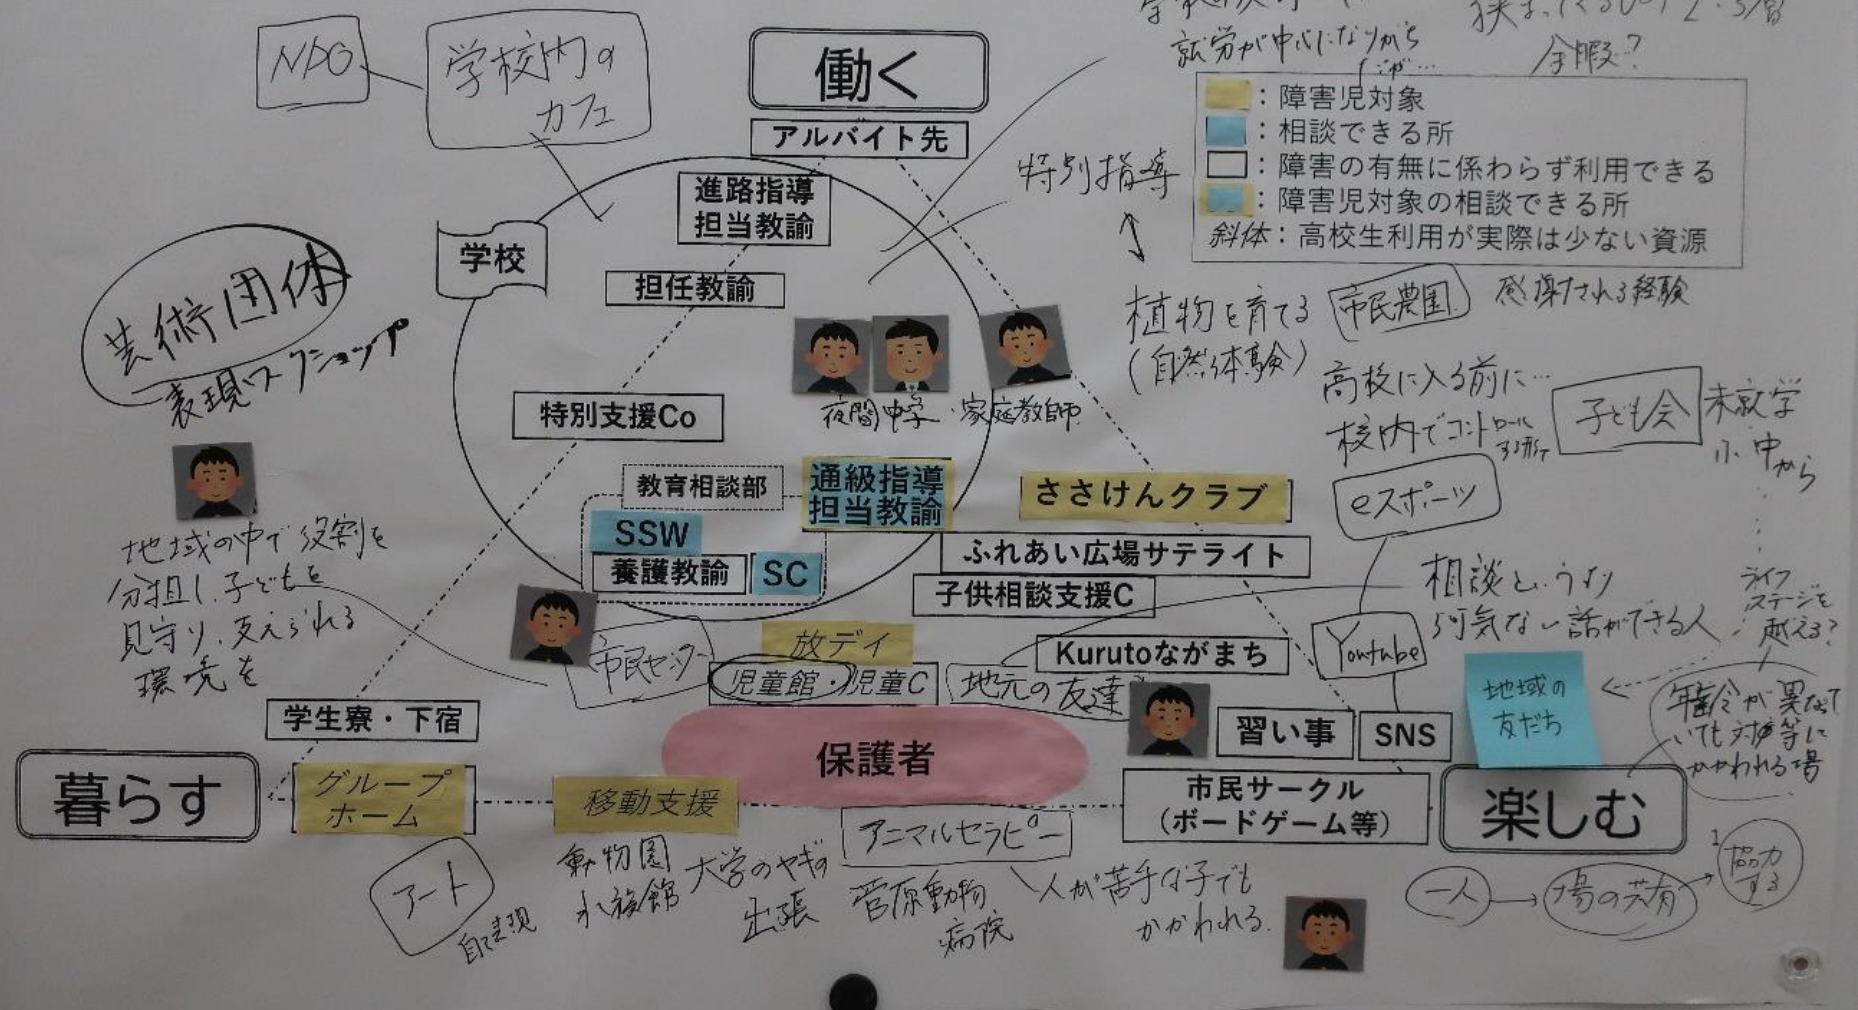 NPO
学校内の
カフェ
働く
アルバイト先
就労が中心になりがち
だが…
余暇?
:障害児対象
:相談できる所
:障害の有無に係わらず利用できる
:障害児対象の相談できる所
斜体:高校生利用が実際は少ない資源
進路指導
担当教諭
特別指導
学校
担任教諭
芸術団体
表現ワークショップ
植物を育てる
(自然体験)
市民農園
感謝される経験
夜間中学・家庭教師
高校に入る前に…
校内でコントロール
する形で
子ども会
未就学
小、中から
特別支援Co
教育相談部
通級指導
担当教諭
ささけんクラブ
eスポーツ
SSW
養護教諭
SC
ふれあい広場サテライト
子供相談支援C
地域の中で役割を
分担し、子どもを
見守り、支えられる
環境を
相談というより
何気ない話ができる人
ライフ
ステージを
越える?
市民センター
放デイ
児童館・児童C
地元の友達
Kurutoながまち
Youtube
地域の
友だち
年齢が異なって
いても対等に
かかわれる場
学生寮・下宿
保護者
習い事
SNS
暮らす
グループ
ホーム
移動支援
市民サークル
(ボードゲーム等)
楽しむ
アニマルセラピー
アート
自己表現
動物園
水族館
大学のヤギの
出張
菅原動物
病院
人が苦手な子でも
かかわれる.
一人
場の共有
協力
する